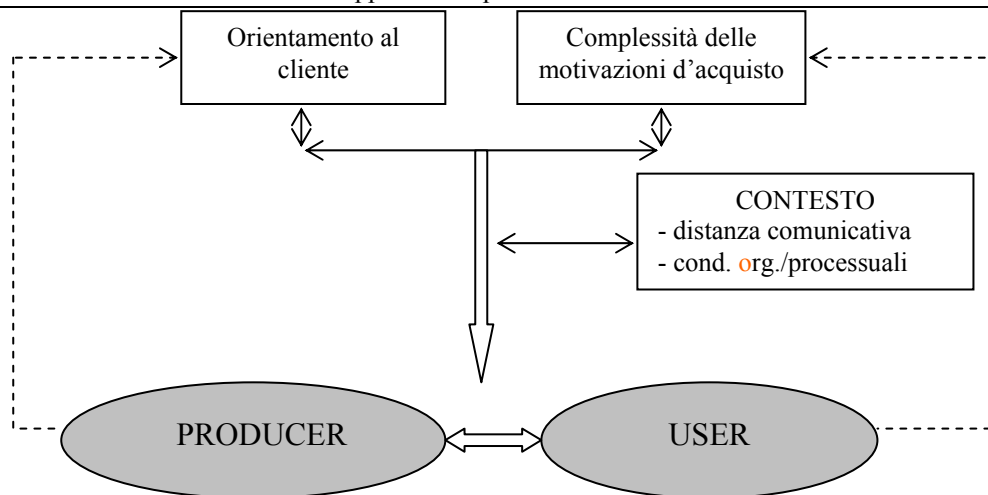 Orientamento al
cliente
Complessità delle
motivazioni d’acquisto
CONTESTO
- distanza comunicativa
- cond. org./processuali
PRODUCER
USER